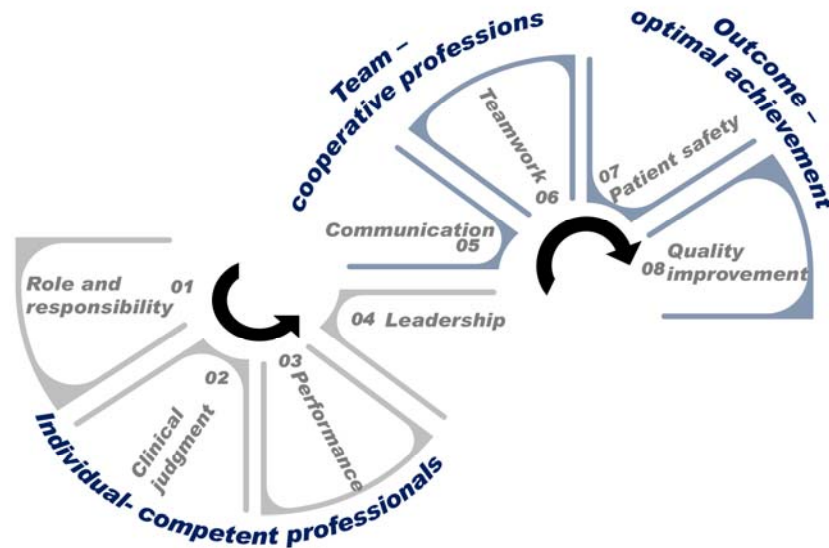 Team –
cooperative professions
Outcome –
optimal achievement
Role and
responsibility
01
02
Clinical
judgment
03
Performance
04 Leadership
Communication
05
Teamwork
06
07
Patient safety
08
Quality
improvement
Individual- competent professionals